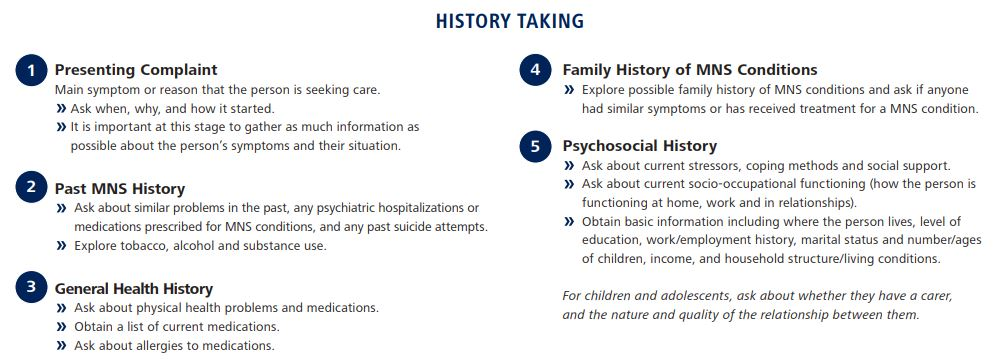 HISTORY TAKING
1 Presenting Complaint
Main symptom or reason that the person is seeking care.
» Ask when, why, and how it started.
» It is important at this stage to gather as much information as
possible about the person’s symptoms and their situation.
2 Past MNS History
» Ask about similar problems in the past, any psychiatric hospitalizations or
medications prescribed for MNS conditions, and any past suicide attempts.
» Explore tobacco, alcohol and substance use.
3 General Health History
» Ask about physical health problems and medications.
» Obtain a list of current medications.
» Ask about allergies to medications.
4 Family History of MNS Conditions
» Explore possible family history of MNS conditions and ask if anyone
had similar symptoms or has received treatment for a MNS condition.
5 Psychosocial History
» Ask about current stressors, coping methods and social support.
» Ask about current socio-occupational functioning (how the person is
functioning at home, work and in relationships).
» Obtain basic information including where the person lives, level of
education, work/employment history, marital status and number/ages
of children, income, and household structure/living conditions.
For children and adolescents, ask about whether they have a carer,
and the nature and quality of the relationship between them.